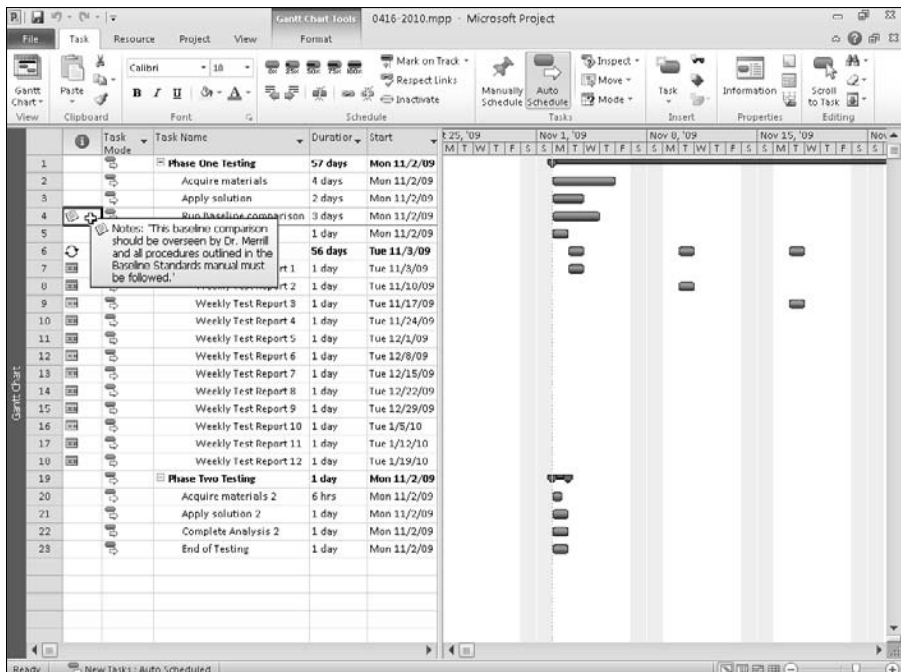 Gantt Chart Tools
0416-2010.mpp - Microsoft Project
File Task Resource Project View Format
Gantt Chart
Paste
Calibri
10
B I U
A
0% 25% 50% 75% 100%
Mark on Track
Respect Links
Inactivate
Manually Schedule
Auto Schedule
Inspect
Move
Mode
Task
Information
Scroll to Task
View Clipboard Font Schedule Tasks Insert Properties Editing
Task Mode Task Name Duration Start
t 25, '09 Nov 1, '09 Nov 8, '09 Nov 15, '09 Nov
M T W T F S S M T W T F S S M T W T F S S M T W T F S S
1 Phase One Testing 57 days Mon 11/2/09
2 Acquire materials 4 days Mon 11/2/09
3 Apply solution 2 days Mon 11/2/09
4 Run Baseline comparison 3 days Mon 11/2/09
5 1 day Mon 11/2/09
6 56 days Tue 11/3/09
7 rt 1 1 day Tue 11/3/09
8 Report 2 1 day Tue 11/10/09
Notes: 'This baseline comparison
should be overseen by Dr. Merrill
and all procedures outlined in the
Baseline Standards manual must
be followed.'
9 Weekly Test Report 3 1 day Tue 11/17/09
10 Weekly Test Report 4 1 day Tue 11/24/09
11 Weekly Test Report 5 1 day Tue 12/1/09
12 Weekly Test Report 6 1 day Tue 12/8/09
13 Weekly Test Report 7 1 day Tue 12/15/09
14 Weekly Test Report 8 1 day Tue 12/22/09
15 Weekly Test Report 9 1 day Tue 12/29/09
16 Weekly Test Report 10 1 day Tue 1/5/10
17 Weekly Test Report 11 1 day Tue 1/12/10
18 Weekly Test Report 12 1 day Tue 1/19/10
19 Phase Two Testing 1 day Mon 11/2/09
20 Acquire materials 2 6 hrs Mon 11/2/09
21 Apply solution 2 1 day Mon 11/2/09
22 Complete Analysis 2 1 day Mon 11/2/09
23 End of Testing 1 day Mon 11/2/09
Gantt Chart
Ready New Tasks : Auto Scheduled